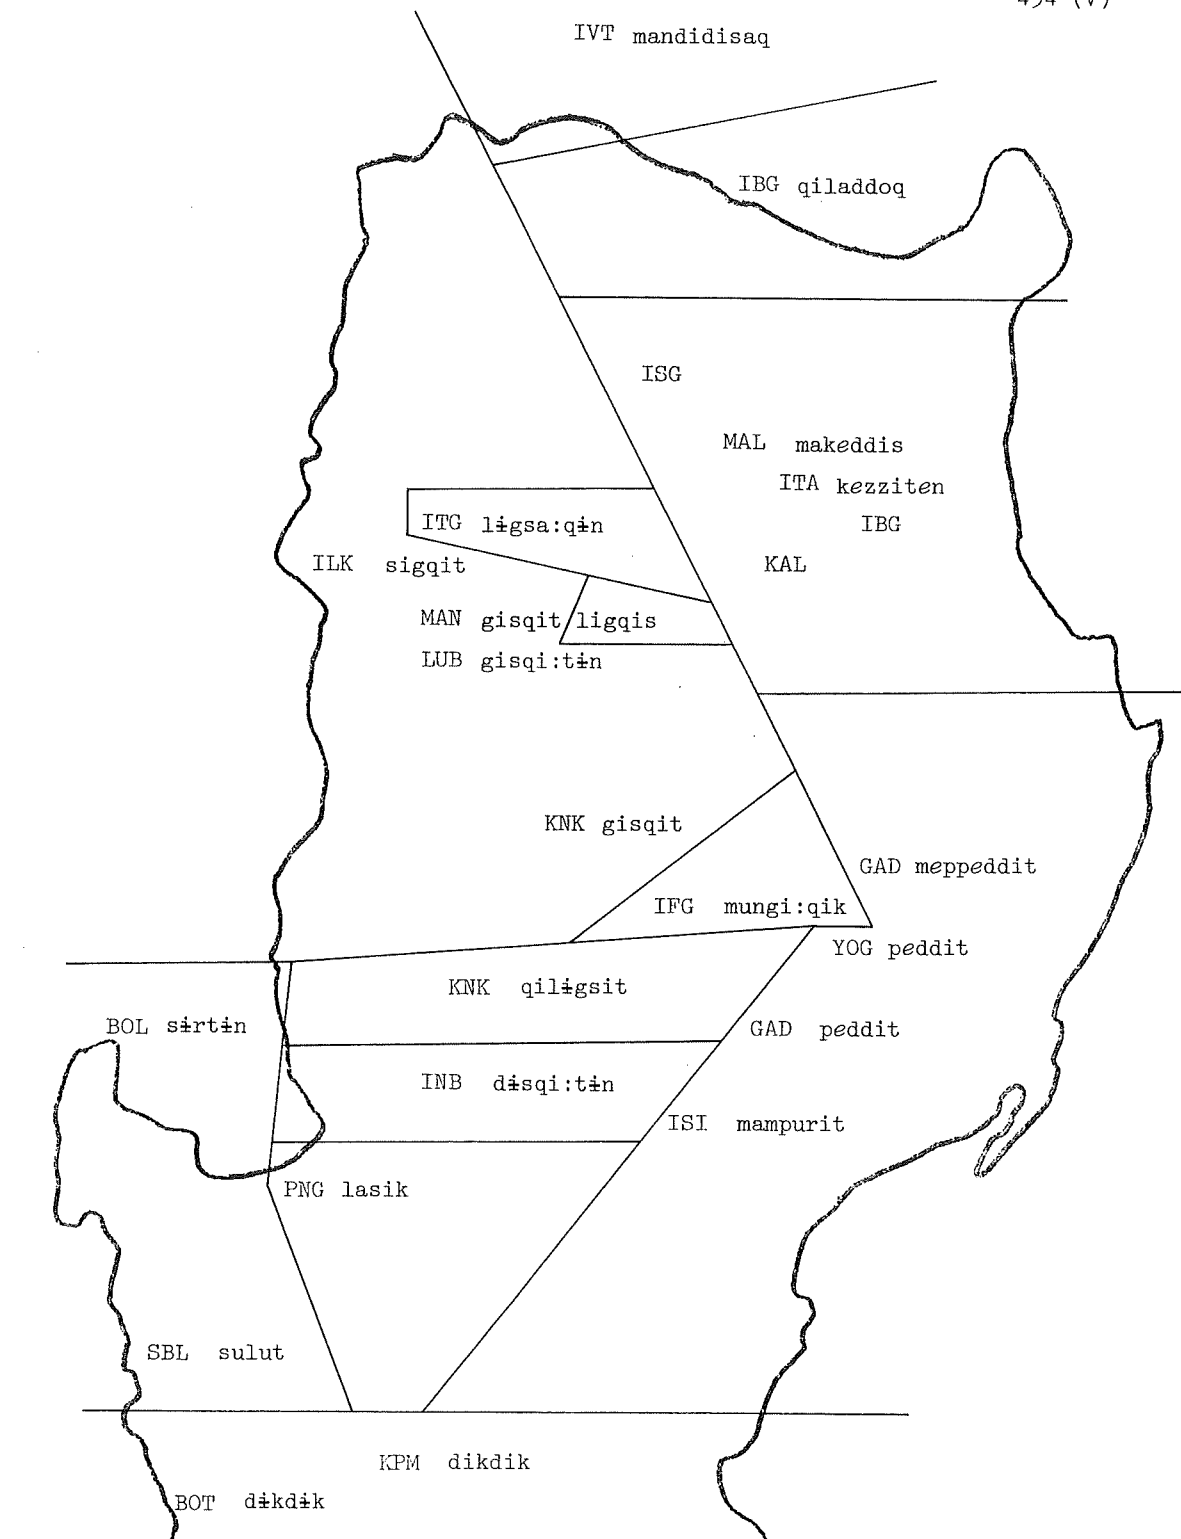 IVT mandidisaq
IBG qiladdoq
ISG
MAL makeddis
ITA kezziten
ITG lɨgsa:qɨn
IBG
ILK sigqit
KAL
MAN gisqit ligqis
LUB gisqi:tɨn
KNK gisqit
GAD meppeddit
IFG mungi:qik
YOG peddit
KNK qilɨgsit
BOL sɨrtɨn
GAD peddit
INB dɨsqi:tɨn
ISI mampurit
PNG lasik
SBL sulut
KPM dikdik
BOT dɨkdɨk